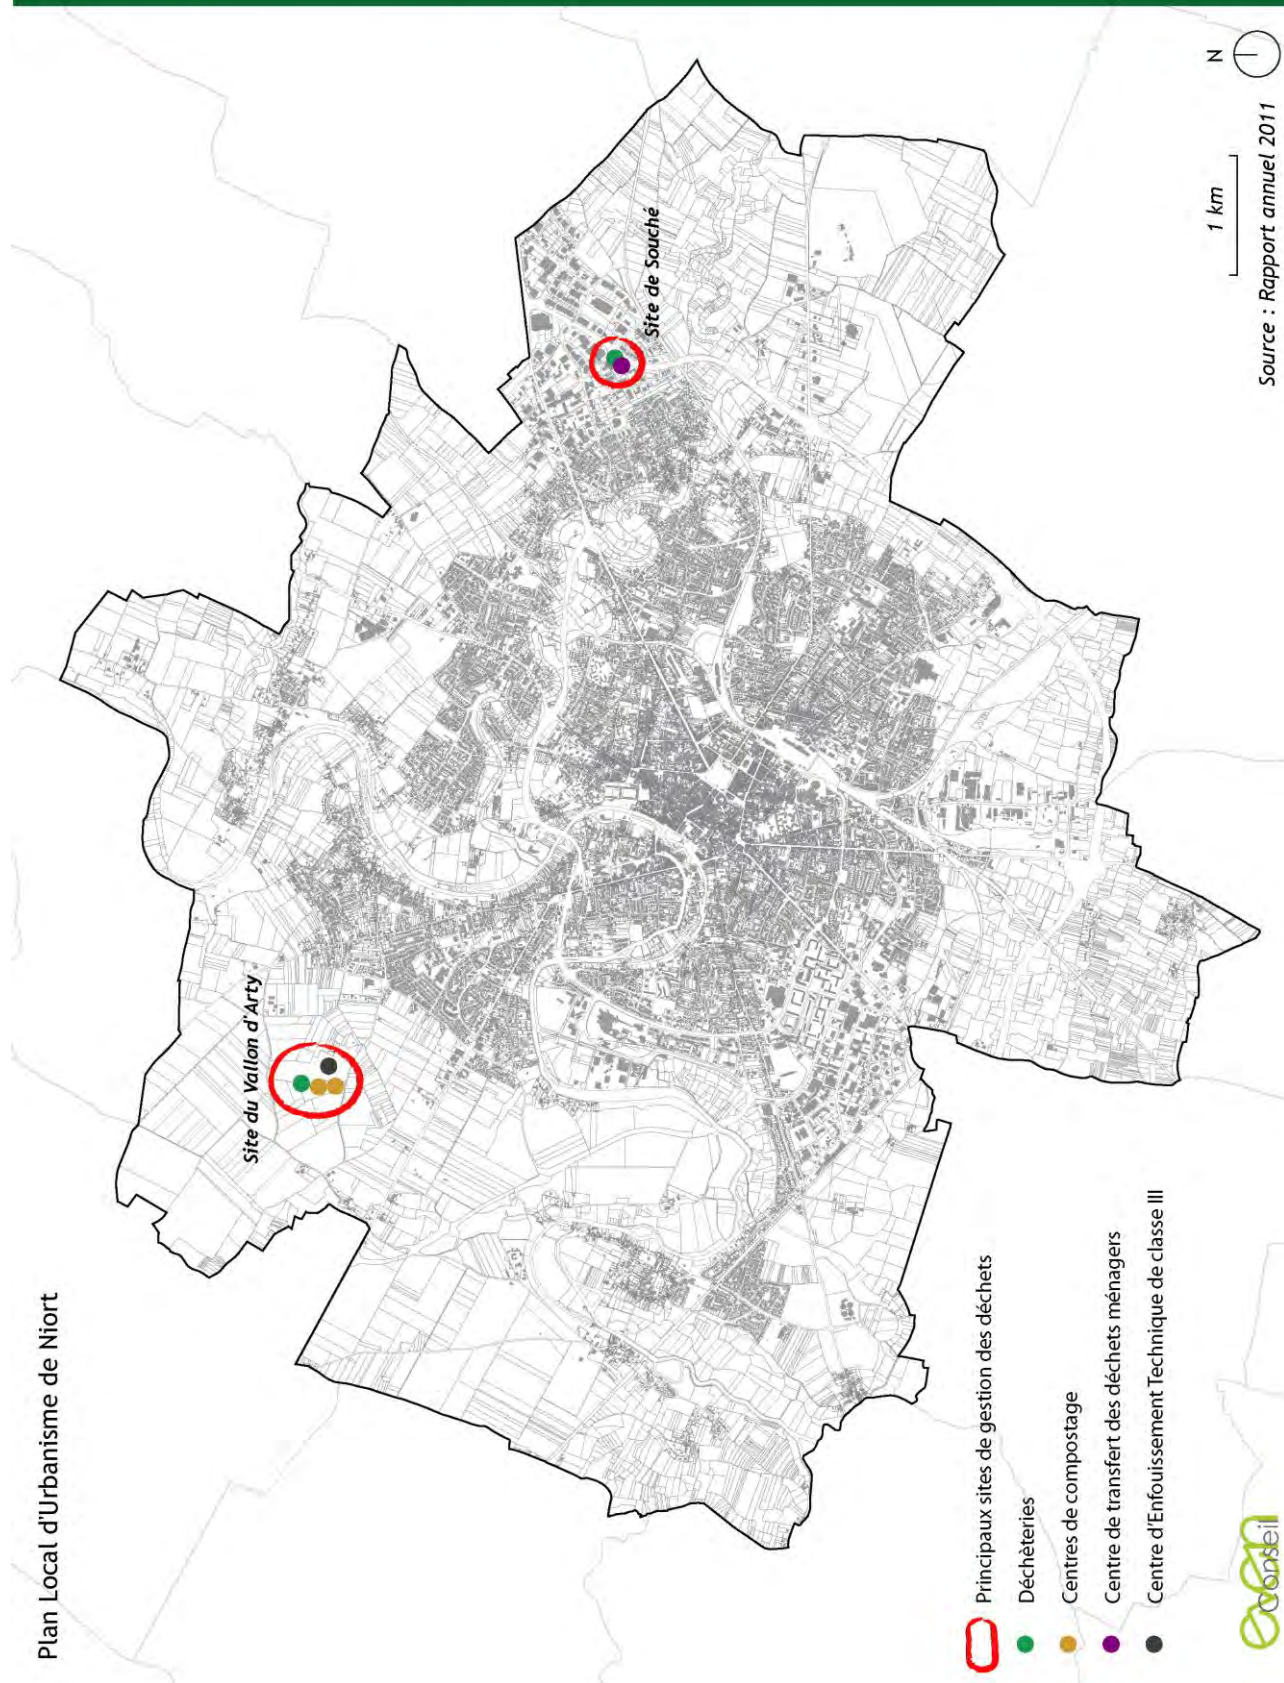 Plan Local d'Urbanisme de Niort
Site du Vallon d'Arty
Site de Souché
Principaux sites de gestion des déchets
Déchèteries
Centres de compostage
Centre de transfert des déchets ménagers
Centre d'Enfouissement Technique de classe III
N
1 km
Source : Rapport annuel 2011
even
Conseil